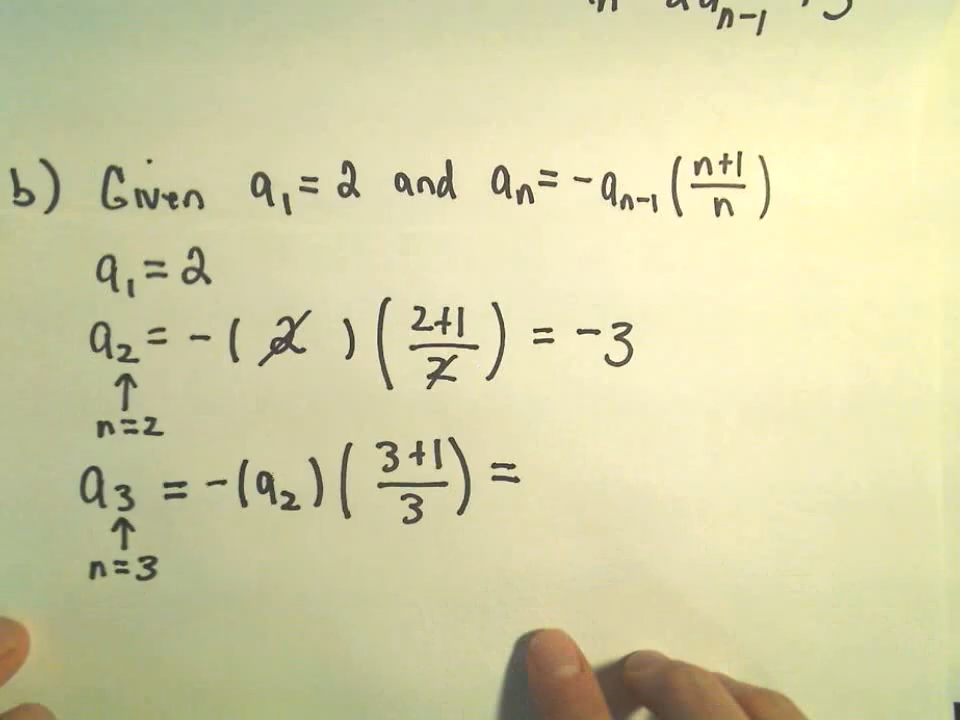 n-1
b) Given a₁ = 2 and aₙ = -aₙ₋₁ ((n+1)/n)
a₁ = 2
a₂ = -( 2 ) ((2+1)/2) = -3
↑
n=2
a₃ = -(a₂) ((3+1)/3) =
↑
n=3